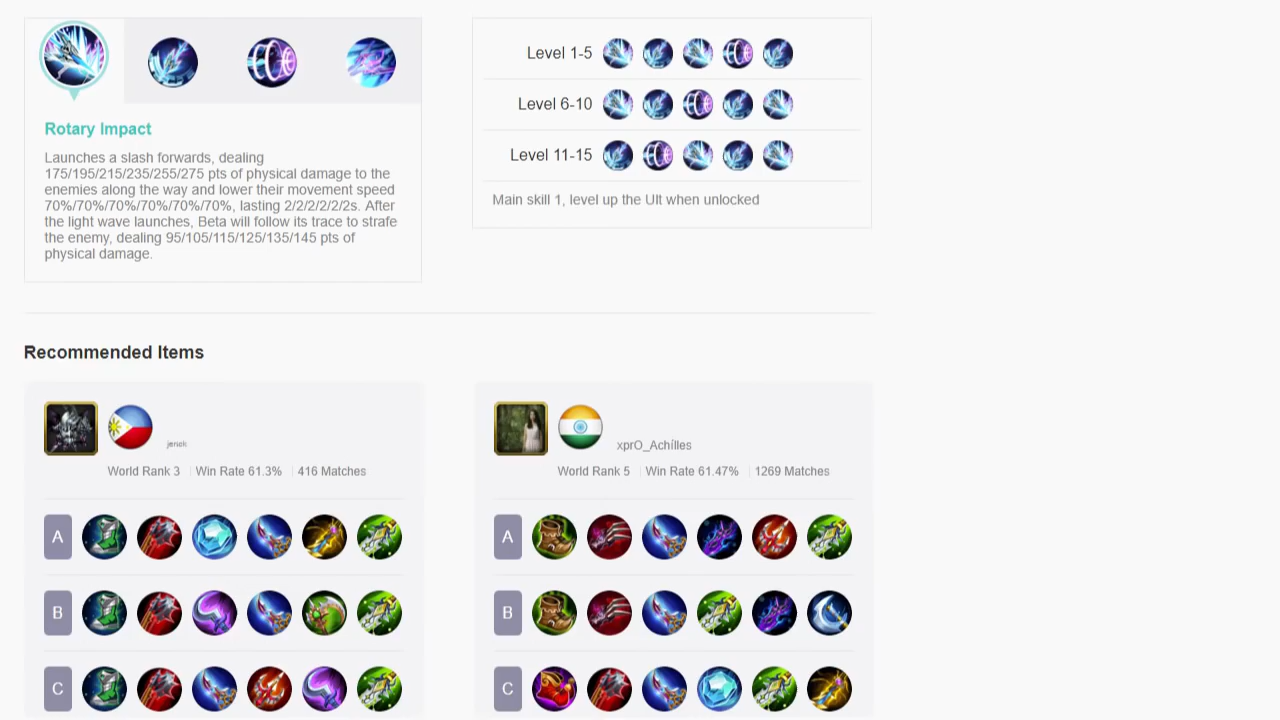 Rotary Impact
Launches a slash forwards, dealing
175/195/215/235/255/275 pts of physical damage to the
enemies along the way and lower their movement speed
70%/70%/70%/70%/70%/70%, lasting 2/2/2/2/2/2s. After
the light wave launches, Beta will follow its trace to strafe
the enemy, dealing 95/105/115/125/135/145 pts of
physical damage.
Level 1-5
Level 6-10
Level 11-15
Main skill 1, level up the Ult when unlocked
Recommended Items
jenek
World Rank 3 Win Rate 61.3% 416 Matches
A
B
C
xprO_Achílles
World Rank 5 Win Rate 61.47% 1269 Matches
A
B
C